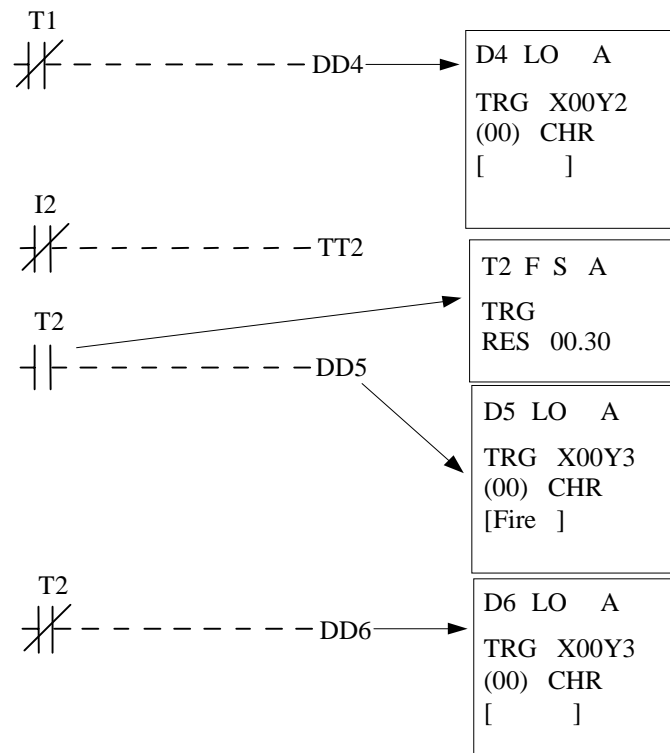 T1
DD4
D4 LO A
TRG X00Y2
(00) CHR
[ ]
I2
TT2
T2 F S A
TRG
RES 00.30
T2
DD5
D5 LO A
TRG X00Y3
(00) CHR
[Fire ]
T2
DD6
D6 LO A
TRG X00Y3
(00) CHR
[ ]